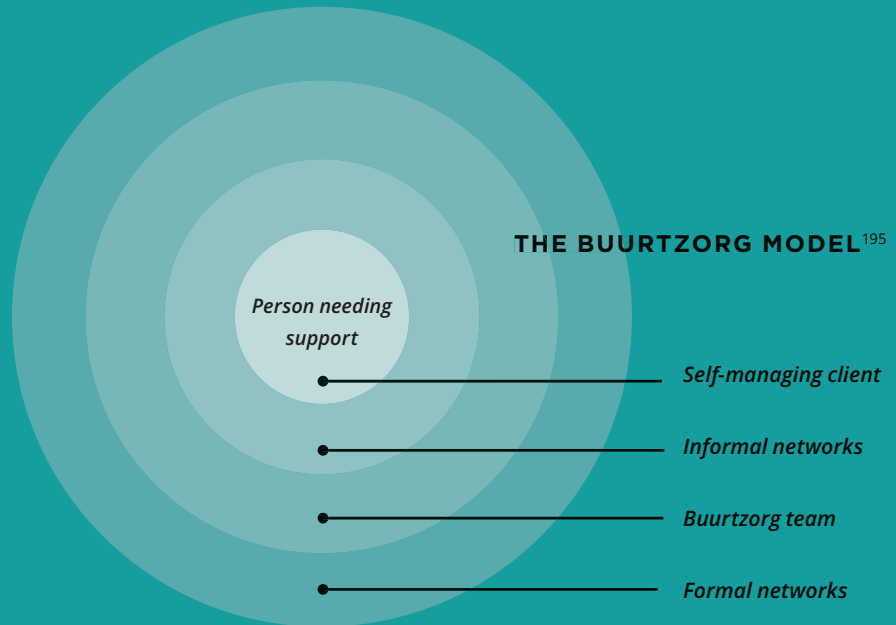 THE BUURTZORG MODEL195
Person needing
support
Self-managing client
Informal networks
Buurtzorg team
Formal networks